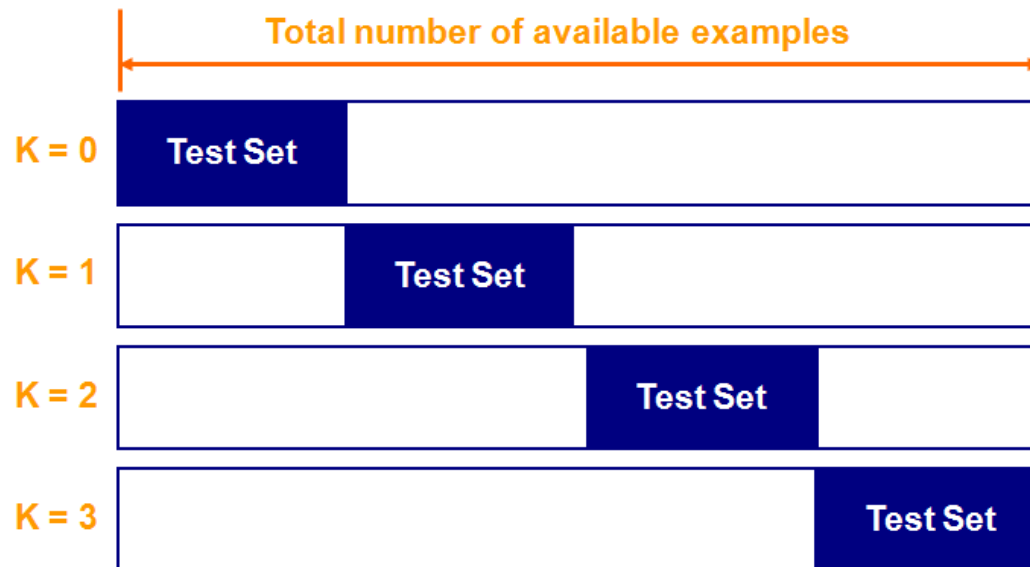 Total number of available examples
K = 0
Test Set
K = 1
Test Set
K = 2
Test Set
K = 3
Test Set